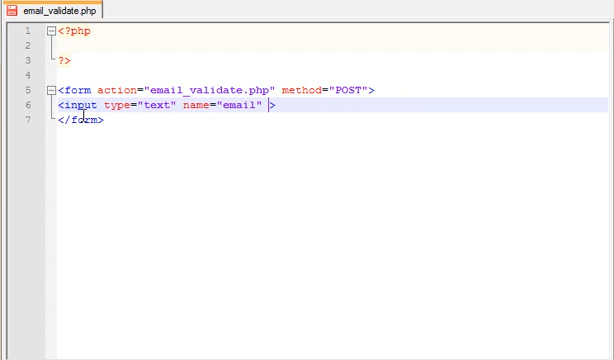 email_validate.php
1 <?php
2
3 ?>
4
5 <form action="email_validate.php" method="POST">
6 <input type="text" name="email" >
7 </form>